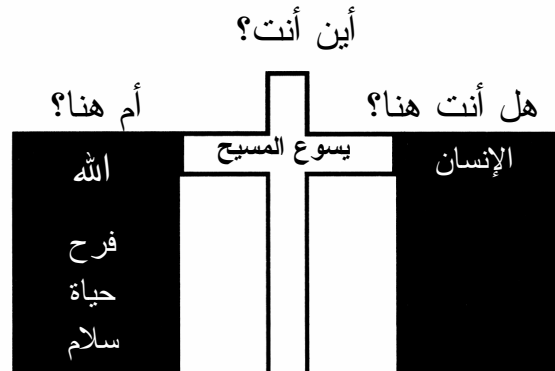 أين أنت؟
هل أنت هنا؟
أم هنا؟
يسوع المسيح
الإنسان
الله
فرح
حياة
سلام